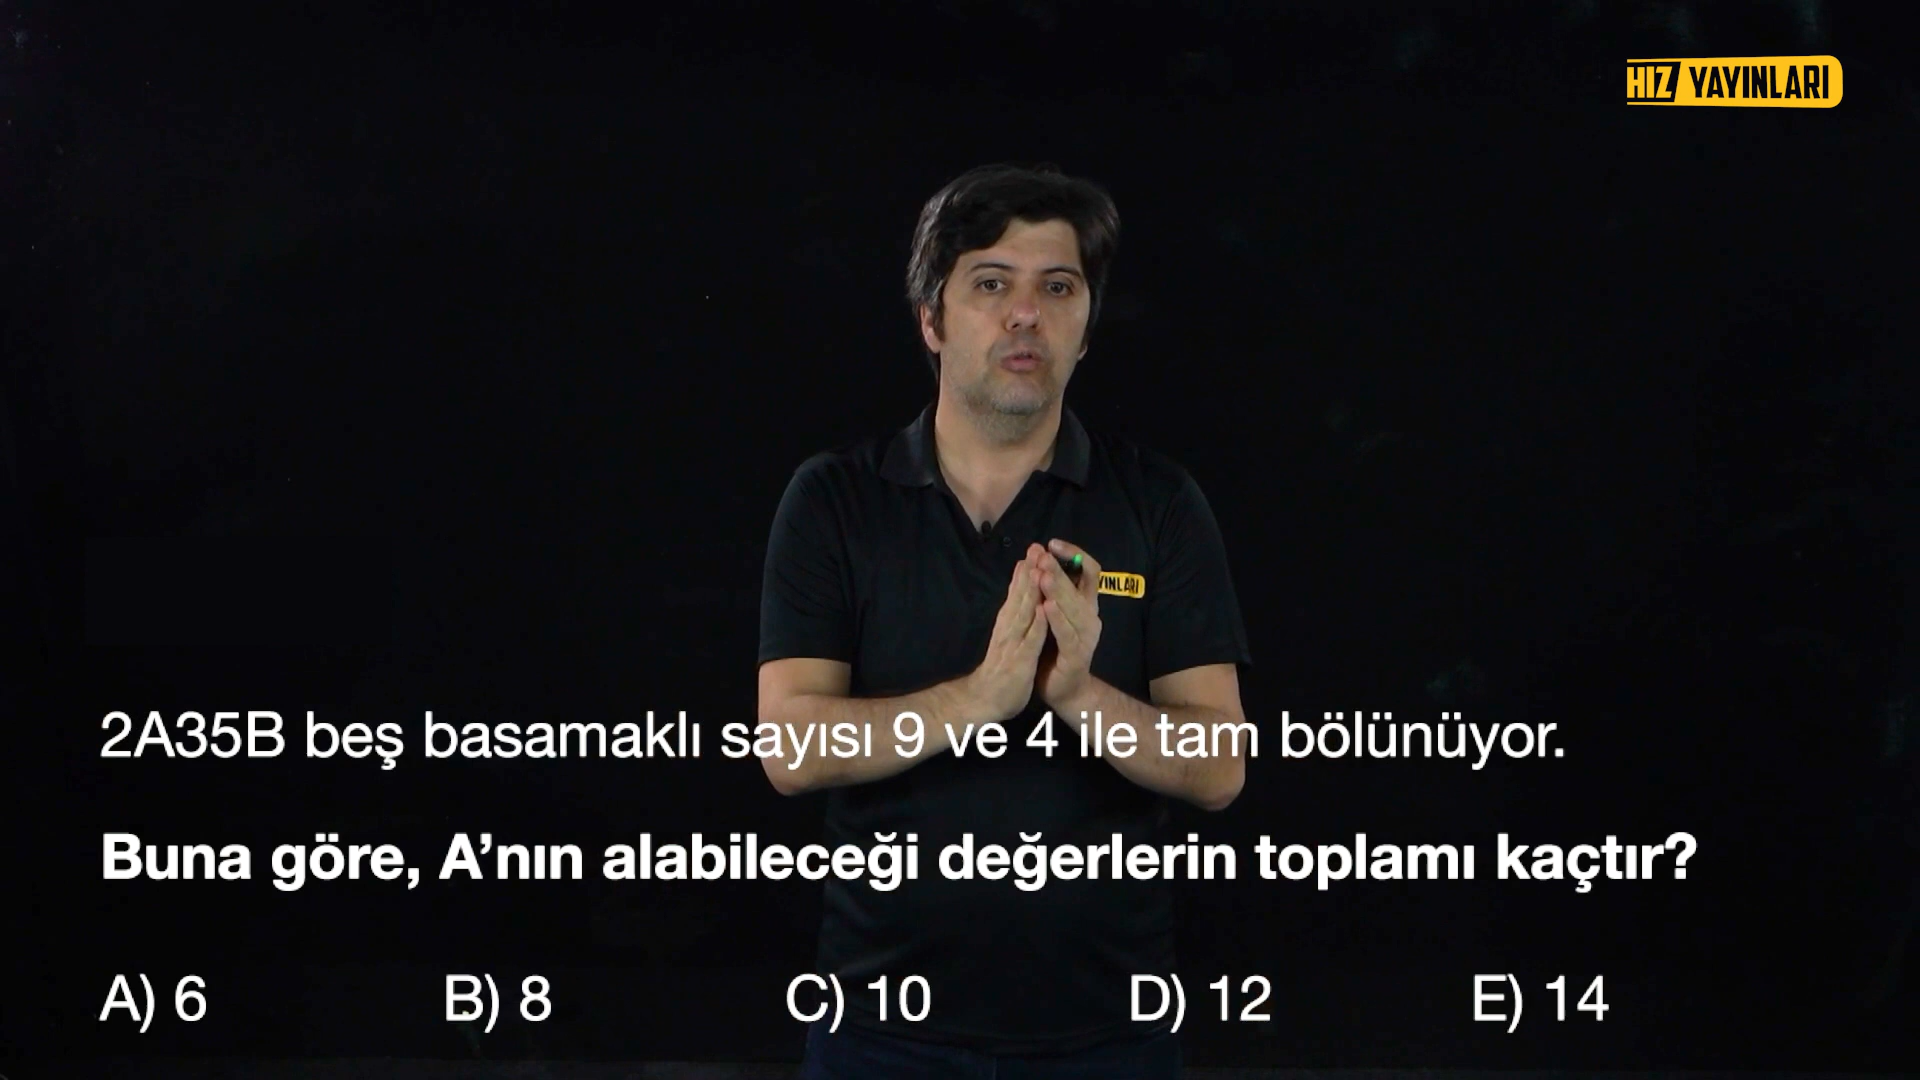 HIZ YAYINLARI
YINLARI
2A35B beş basamaklı sayısı 9 ve 4 ile tam bölünüyor.
Buna göre, A’nın alabileceği değerlerin toplamı kaçtır?
A) 6 B) 8 C) 10 D) 12 E) 14